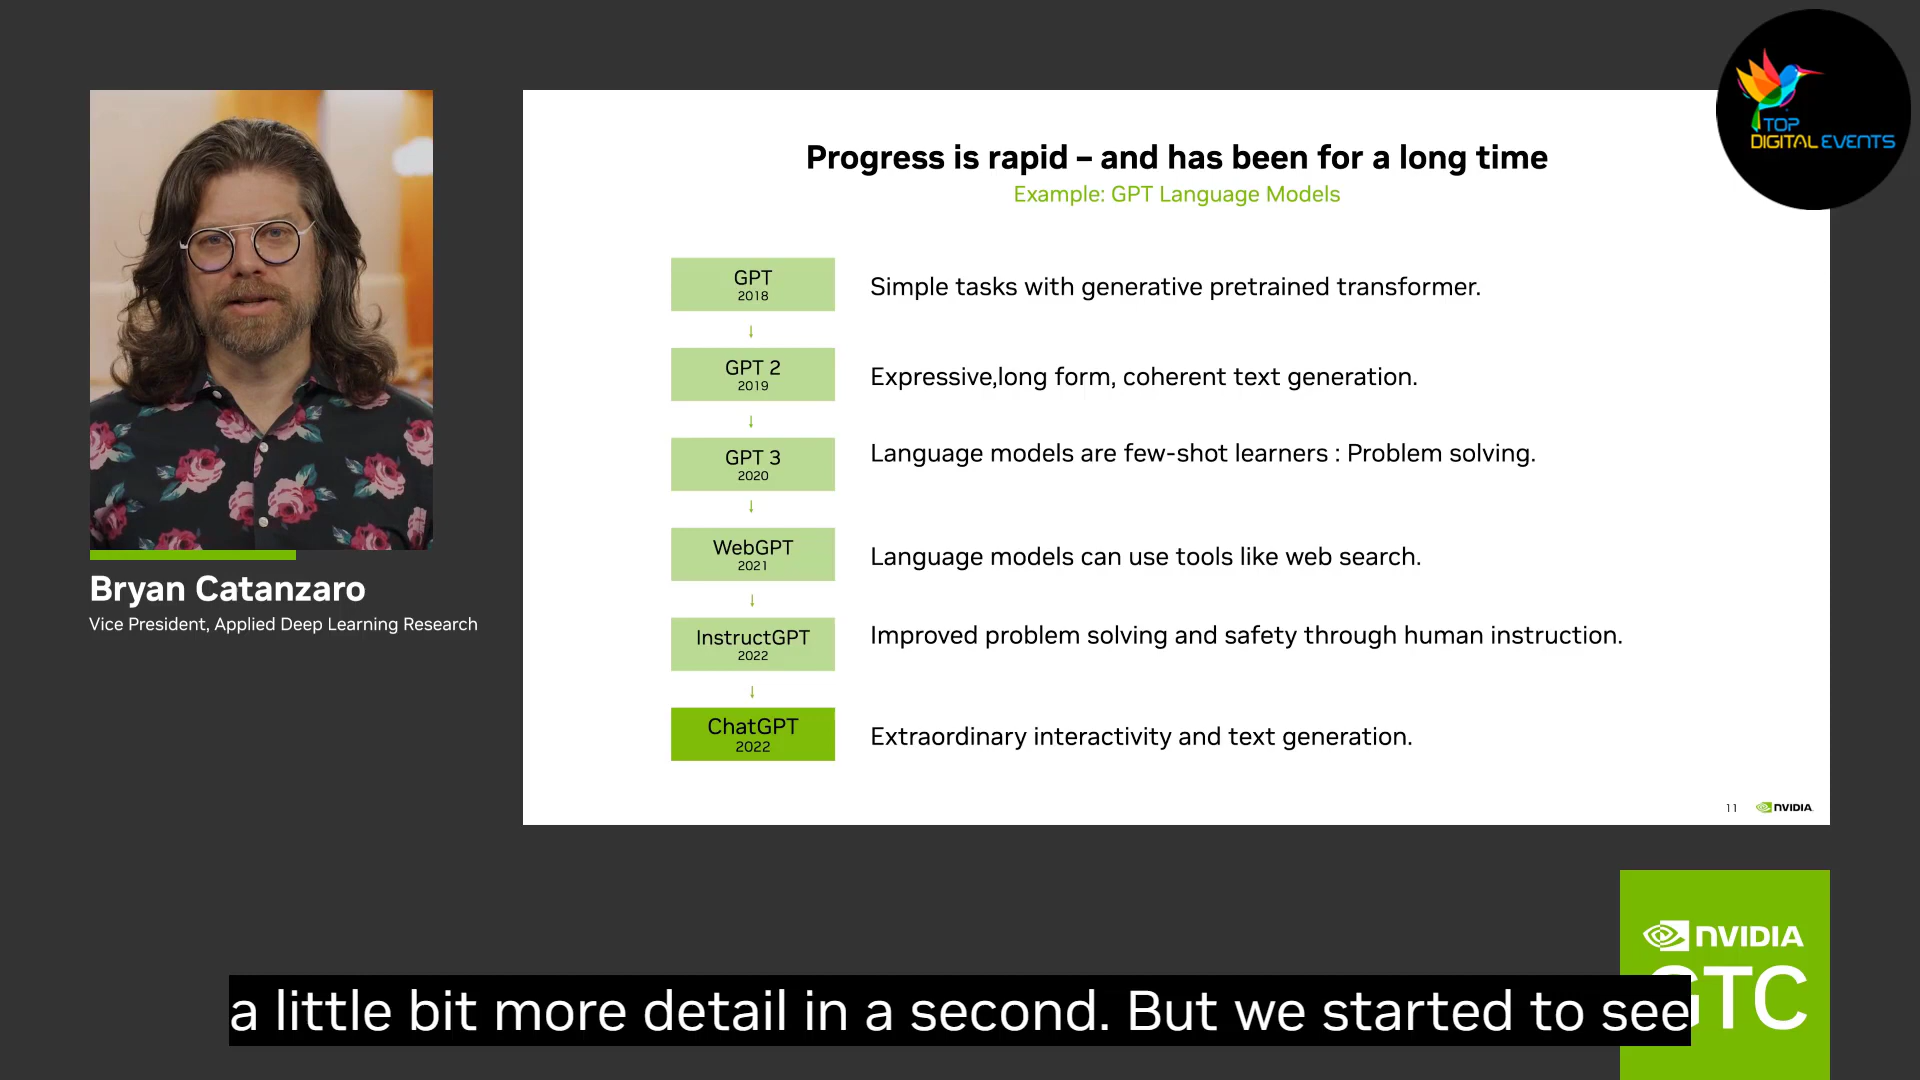 TOP
DIGITAL EVENTS
Progress is rapid – and has been for a long time
Example: GPT Language Models
GPT
2018
Simple tasks with generative pretrained transformer.
↓
GPT 2
2019
Expressive,long form, coherent text generation.
↓
GPT 3
2020
Language models are few-shot learners : Problem solving.
↓
WebGPT
2021
Language models can use tools like web search.
↓
InstructGPT
2022
Improved problem solving and safety through human instruction.
↓
ChatGPT
2022
Extraordinary interactivity and text generation.
11
NVIDIA
Bryan Catanzaro
Vice President, Applied Deep Learning Research
NVIDIA
GTC
a little bit more detail in a second. But we started to see